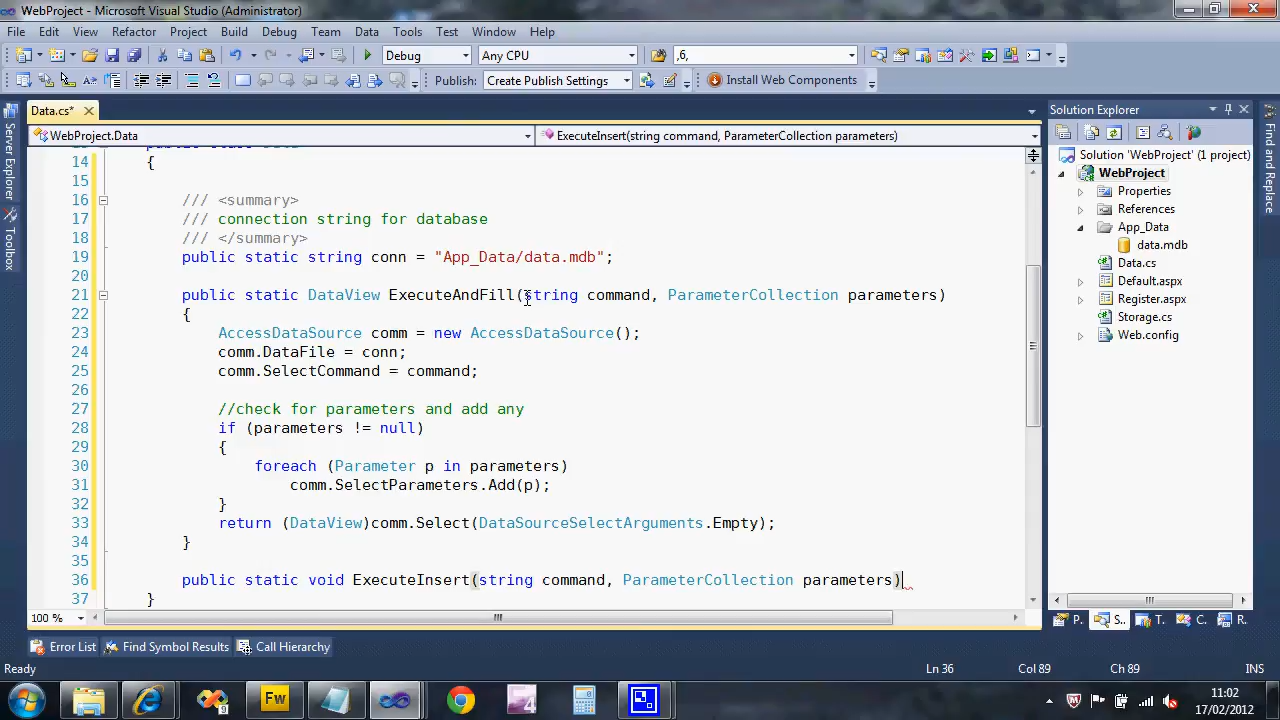 WebProject - Microsoft Visual Studio (Administrator)
File Edit View Refactor Project Build Debug Team Data Tools Test Window Help
Debug Any CPU ,6,
Publish: Create Publish Settings Install Web Components
Data.cs*
WebProject.Data ExecuteInsert(string command, ParameterCollection parameters)
14 {
15
16 /// <summary>
17 /// connection string for database
18 /// </summary>
19 public static string conn = "App_Data/data.mdb";
20
21 public static DataView ExecuteAndFill(string command, ParameterCollection parameters)
22 {
23 AccessDataSource comm = new AccessDataSource();
24 comm.DataFile = conn;
25 comm.SelectCommand = command;
26
27 //check for parameters and add any
28 if (parameters != null)
29 {
30 foreach (Parameter p in parameters)
31 comm.SelectParameters.Add(p);
32 }
33 return (DataView)comm.Select(DataSourceSelectArguments.Empty);
34 }
35
36 public static void ExecuteInsert(string command, ParameterCollection parameters)
37 }
100 %
Server Explorer
Toolbox
Solution Explorer
Solution 'WebProject' (1 project)
WebProject
Properties
References
App_Data
data.mdb
Data.cs
Default.aspx
Register.aspx
Storage.cs
Web.config
P. S.. T. C. R.
Find and Replace
Error List Find Symbol Results Call Hierarchy
Ready Ln 36 Col 89 Ch 89 INS
Fw
4
11:02
17/02/2012